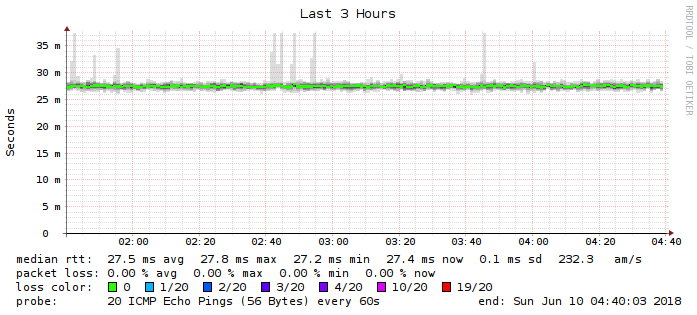 Last 3 Hours
RRDTOOL / TOBI OETIKER
Seconds
35 m
30 m
25 m
20 m
15 m
10 m
5 m
0
02:00 02:20 02:40 03:00 03:20 03:40 04:00 04:20 04:40
median rtt: 27.5 ms avg 27.8 ms max 27.2 ms min 27.4 ms now 0.1 ms sd 232.3 am/s
packet loss: 0.00 % avg 0.00 % max 0.00 % min 0.00 % now
loss color: 0 1/20 2/20 3/20 4/20 10/20 19/20
probe: 20 ICMP Echo Pings (56 Bytes) every 60s end: Sun Jun 10 04:40:03 2018